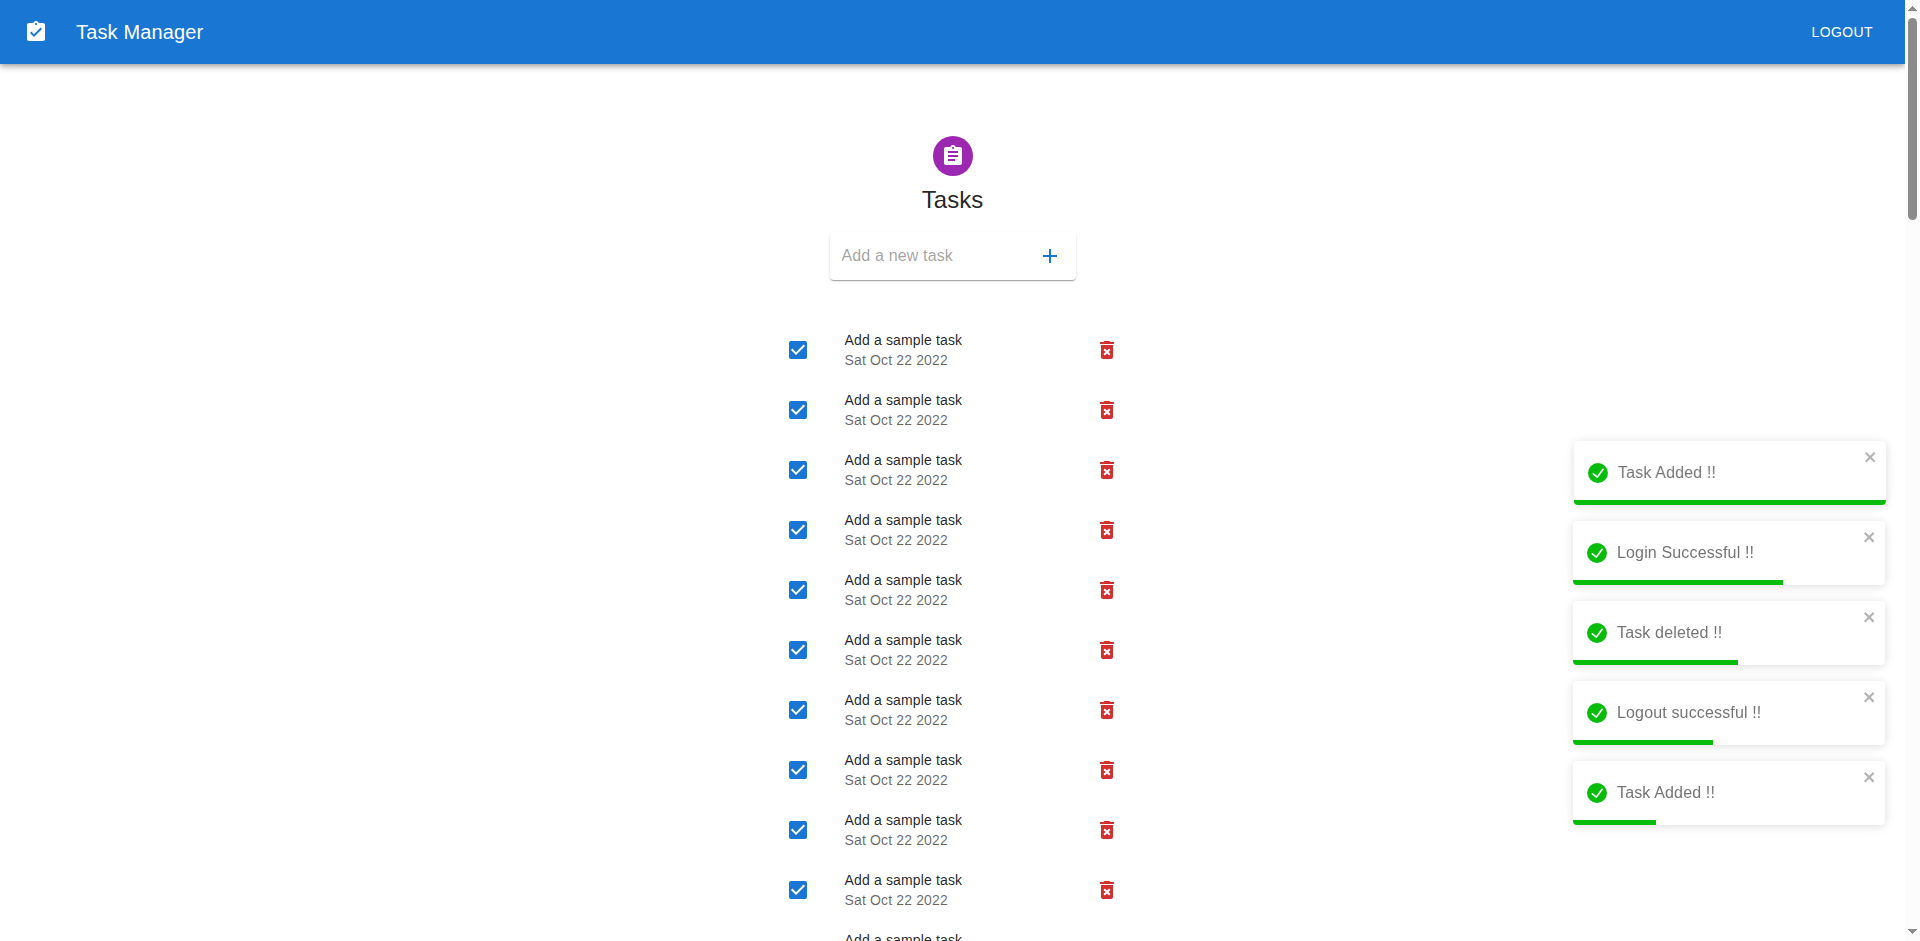 Task Manager
LOGOUT
Tasks
Add a new task
Add a sample task
Sat Oct 22 2022
Add a sample task
Sat Oct 22 2022
Add a sample task
Sat Oct 22 2022
Add a sample task
Sat Oct 22 2022
Add a sample task
Sat Oct 22 2022
Add a sample task
Sat Oct 22 2022
Add a sample task
Sat Oct 22 2022
Add a sample task
Sat Oct 22 2022
Add a sample task
Sat Oct 22 2022
Add a sample task
Sat Oct 22 2022
Add a sample task
Task Added !!
Login Successful !!
Task deleted !!
Logout successful !!
Task Added !!